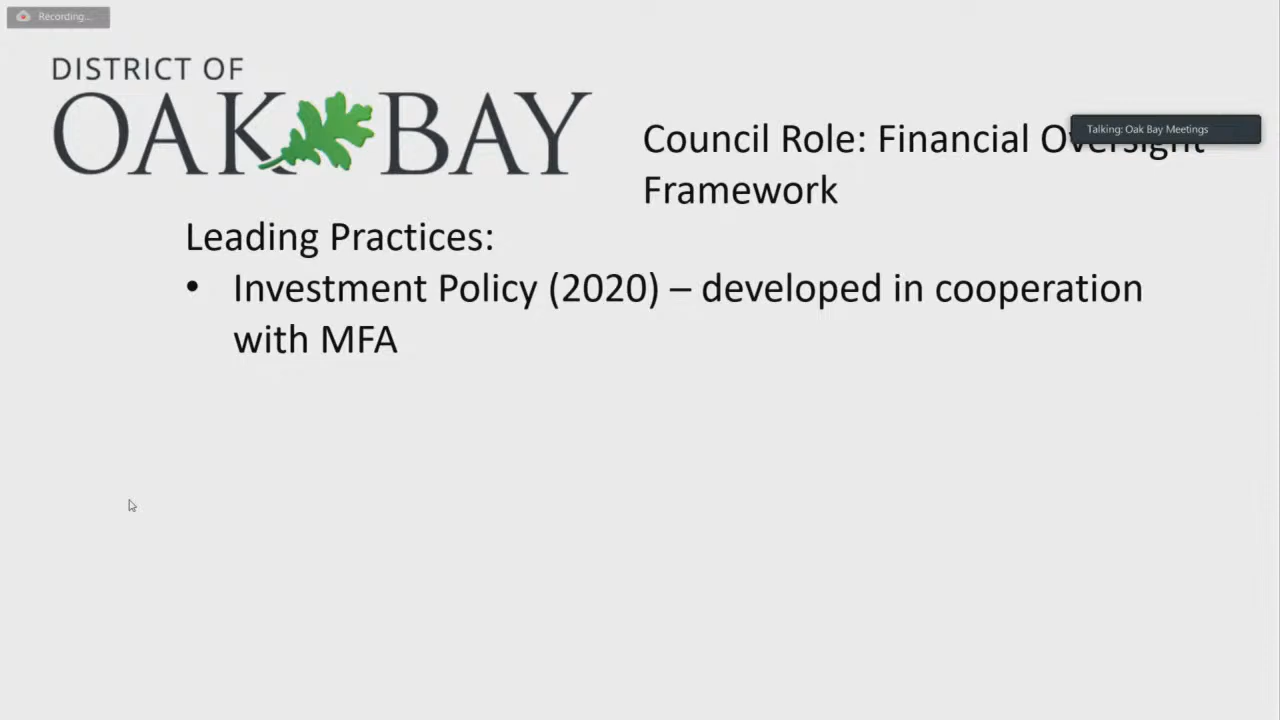 Recording...
DISTRICT OF
OAK BAY
Talking: Oak Bay Meetings
Council Role: Financial Oversight
Framework
Leading Practices:
• Investment Policy (2020) – developed in cooperation
with MFA